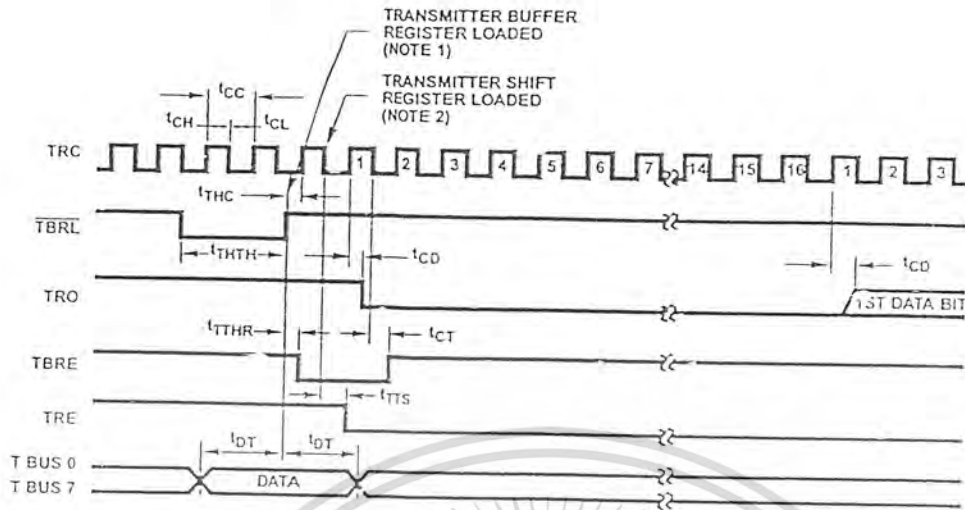 TRANSMITTER BUFFER
REGISTER LOADED
(NOTE 1)
TRANSMITTER SHIFT
REGISTER LOADED
(NOTE 2)
tCC
tCH tCL
TRC 1 2 3 4 5 6 7 14 15 16 1 2 3
tTHC
TBRL
tTHTH tCD tCD
TRO 1ST DATA BIT
tTTHR tCT
TBRE
tTTS
TRE
tDT tDT
T BUS 0
DATA
T BUS 7